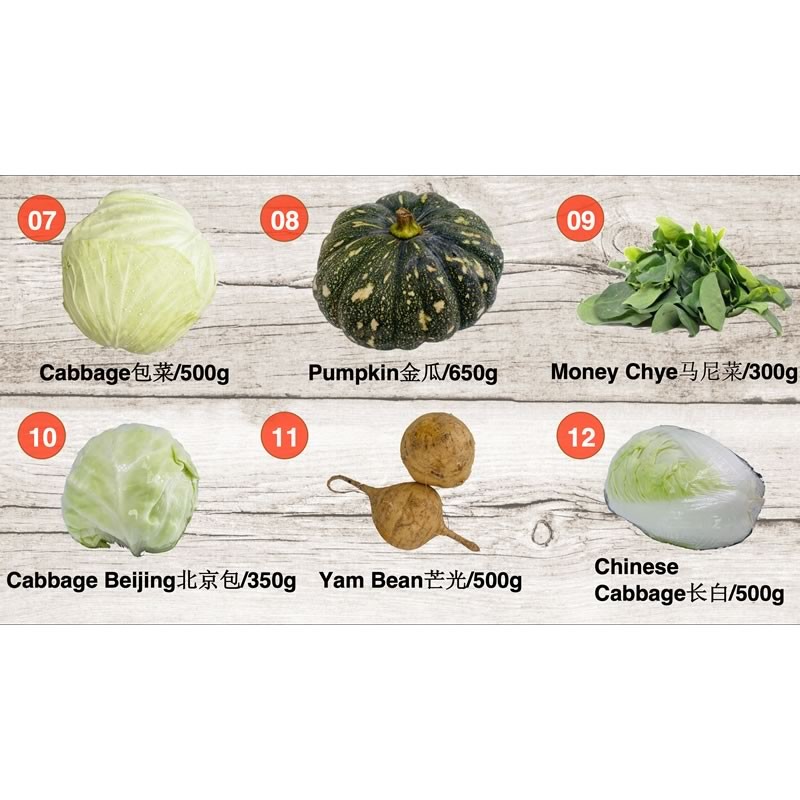 07
08
09
Cabbage包菜/500g
Pumpkin金瓜/650g
Money Chye马尼菜/300g
10
11
12
Cabbage Beijing北京包/350g
Yam Bean芒光/500g
Chinese
Cabbage长白/500g